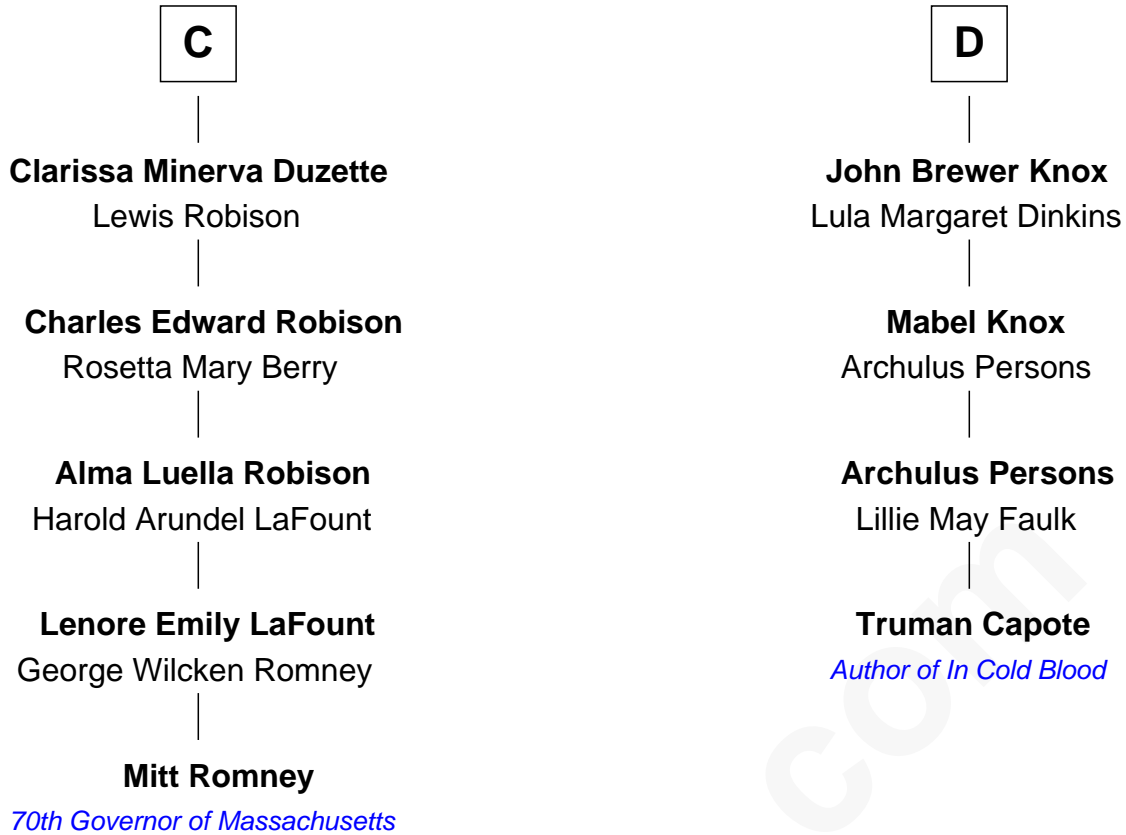 C
Clarissa Minerva Duzette
Lewis Robison
Charles Edward Robison
Rosetta Mary Berry
Alma Luella Robison
Harold Arundel LaFount
Lenore Emily LaFount
George Wilcken Romney
Mitt Romney
70th Governor of Massachusetts
D
John Brewer Knox
Lula Margaret Dinkins
Mabel Knox
Archulus Persons
Archulus Persons
Lillie May Faulk
Truman Capote
Author of In Cold Blood
com